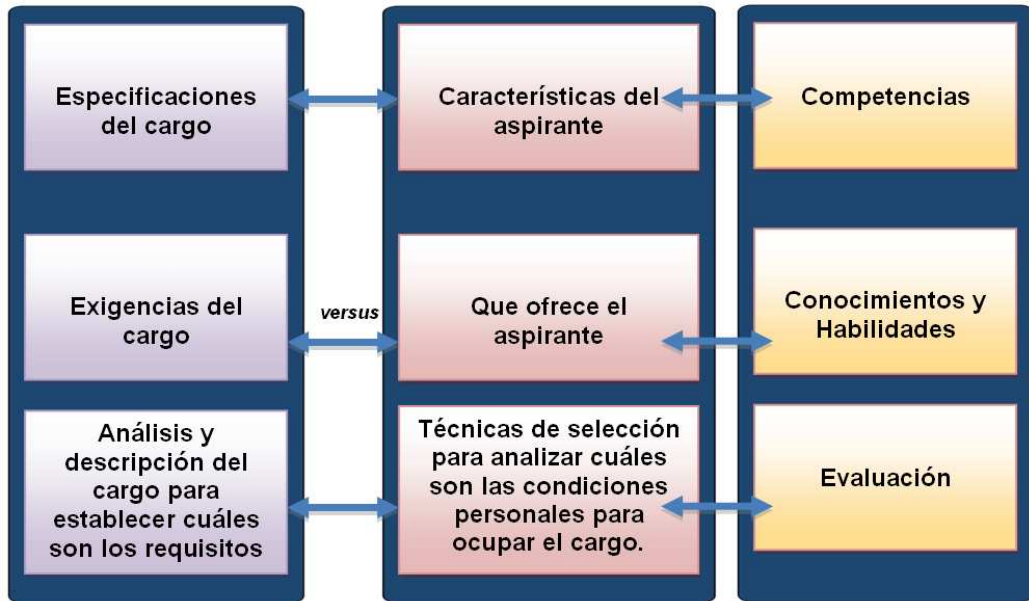 Especificaciones
del cargo
Características del
aspirante
Competencias
Exigencias del
cargo
versus
Que ofrece el
aspirante
Conocimientos y
Habilidades
Análisis y
descripción del
cargo para
establecer cuáles
son los requisitos
Técnicas de selección
para analizar cuáles
son las condiciones
personales para
ocupar el cargo.
Evaluación